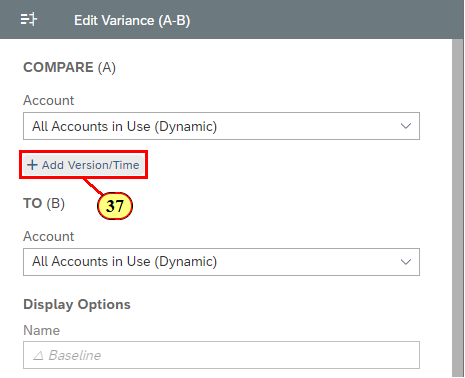 Edit Variance (A-B)
COMPARE (A)
Account
All Accounts in Use (Dynamic)
+ Add Version/Time
37
TO (B)
Account
All Accounts in Use (Dynamic)
Display Options
Name
△ Baseline